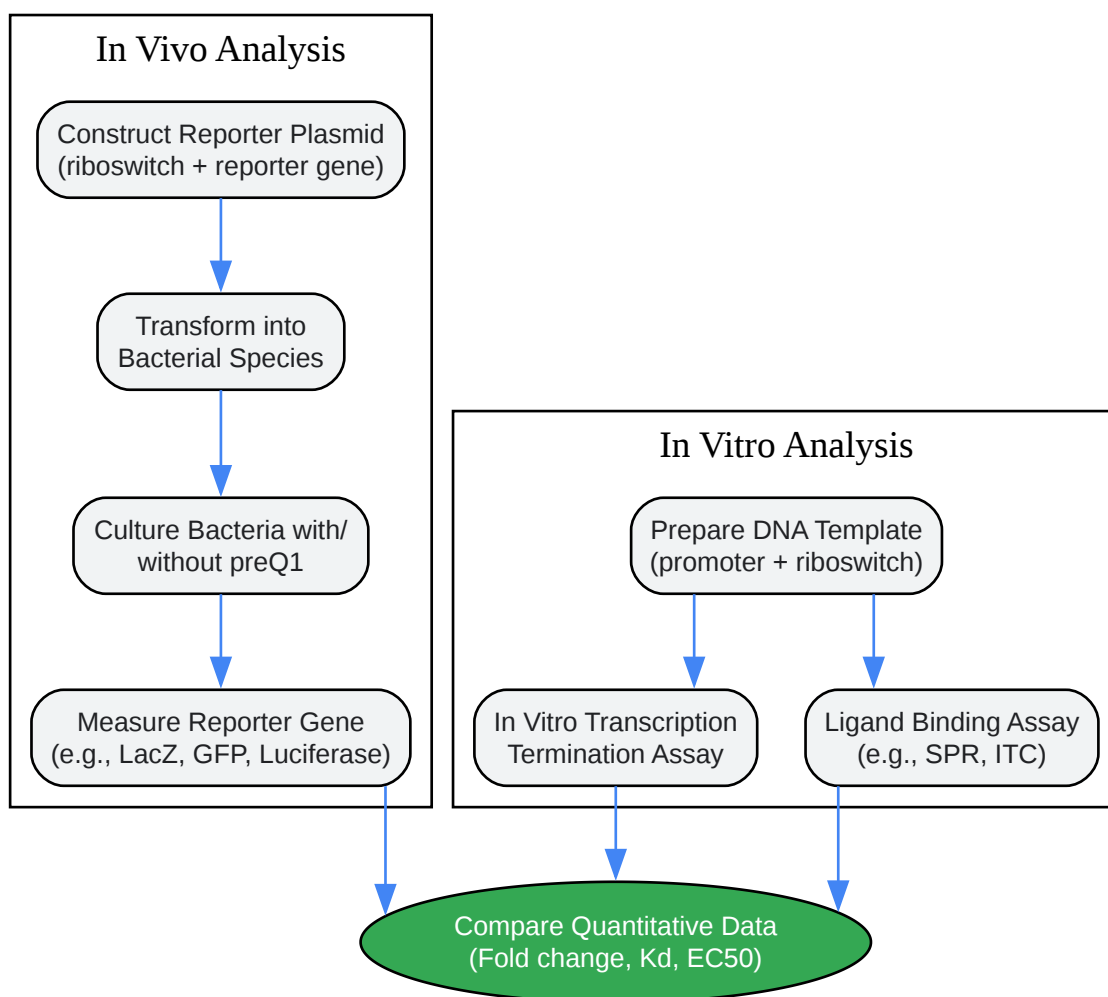 In Vivo Analysis
Construct Reporter Plasmid
(riboswitch + reporter gene)
Transform into
Bacterial Species
Culture Bacteria with/
without preQ1
Measure Reporter Gene
(e.g., LacZ, GFP, Luciferase)
In Vitro Analysis
Prepare DNA Template
(promoter + riboswitch)
In Vitro Transcription
Termination Assay
Ligand Binding Assay
(e.g., SPR, ITC)
Compare Quantitative Data
(Fold change, Kd, EC50)